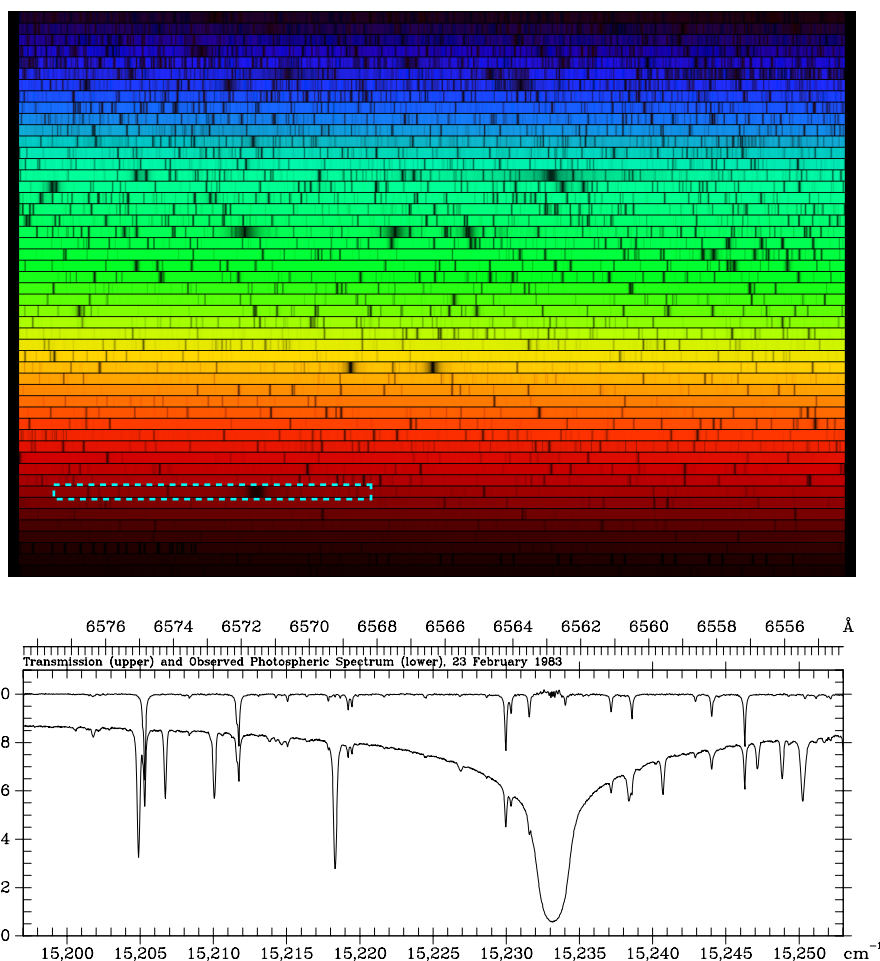 6576 6574 6572 6570 6568 6566 6564 6562 6560 6558 6556 Å
Transmission (upper) and Observed Photospheric Spectrum (lower), 23 February 1983
0
8
6
4
2
0
15,200 15,205 15,210 15,215 15,220 15,225 15,230 15,235 15,240 15,245 15,250 cm⁻¹